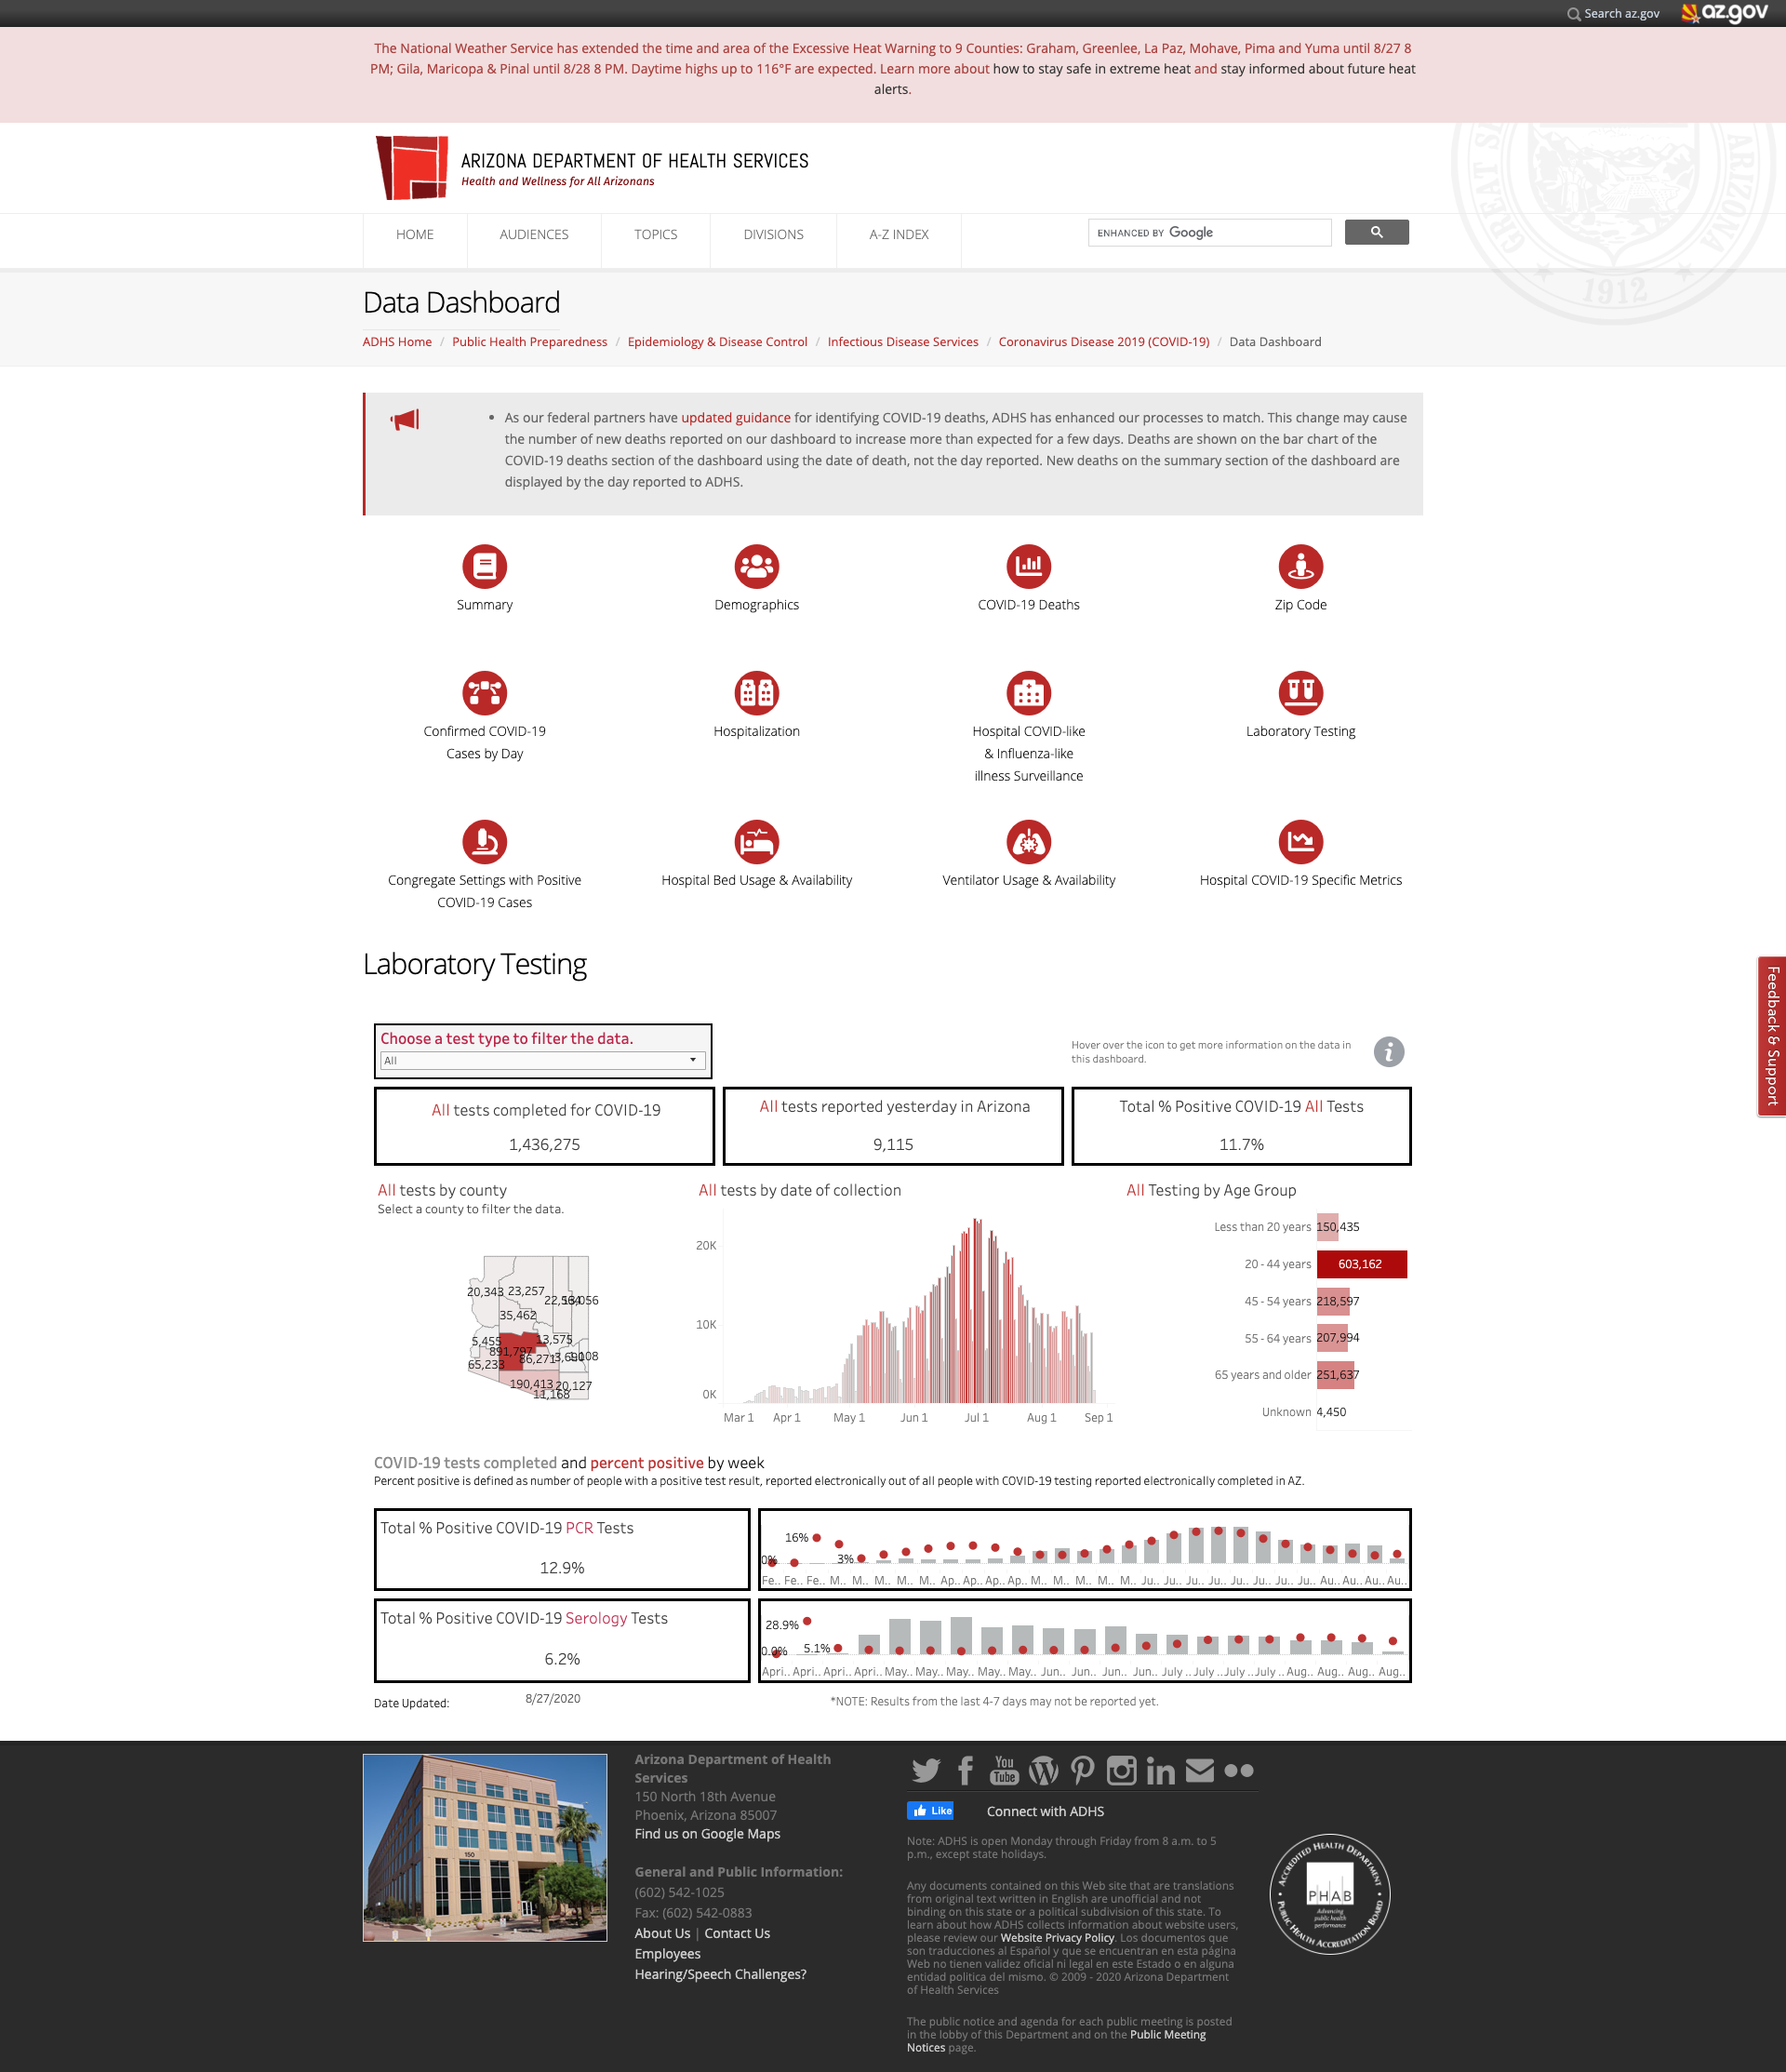 Search az.gov
az.gov
The National Weather Service has extended the time and area of the Excessive Heat Warning to 9 Counties: Graham, Greenlee, La Paz, Mohave, Pima and Yuma until 8/27 8
PM; Gila, Maricopa & Pinal until 8/28 8 PM. Daytime highs up to 116°F are expected. Learn more about how to stay safe in extreme heat and stay informed about future heat
alerts.
ARIZONA DEPARTMENT OF HEALTH SERVICES
Health and Wellness for All Arizonans
GREAT ARIZONA
1912
HOME
AUDIENCES
TOPICS
DIVISIONS
A-Z INDEX
ENHANCED BY Google
Data Dashboard
ADHS Home / Public Health Preparedness / Epidemiology & Disease Control / Infectious Disease Services / Coronavirus Disease 2019 (COVID-19) / Data Dashboard
• As our federal partners have updated guidance for identifying COVID-19 deaths, ADHS has enhanced our processes to match. This change may cause
the number of new deaths reported on our dashboard to increase more than expected for a few days. Deaths are shown on the bar chart of the
COVID-19 deaths section of the dashboard using the date of death, not the day reported. New deaths on the summary section of the dashboard are
displayed by the day reported to ADHS.
Summary
Demographics
COVID-19 Deaths
Zip Code
Confirmed COVID-19
Cases by Day
Hospitalization
Hospital COVID-like
& Influenza-like
illness Surveillance
Laboratory Testing
Congregate Settings with Positive
COVID-19 Cases
Hospital Bed Usage & Availability
Ventilator Usage & Availability
Hospital COVID-19 Specific Metrics
Feedback & Support
Laboratory Testing
Choose a test type to filter the data.
All
Hover over the icon to get more information on the data in
this dashboard.
All tests completed for COVID-19
1,436,275
All tests reported yesterday in Arizona
9,115
Total % Positive COVID-19 All Tests
11.7%
All tests by county
Select a county to filter the data.
20,343
23,257
35,462
5,455
13,575
891,797
86,271
65,233
190,413
20,127
11,168
All tests by date of collection
20K
10K
0K
Mar 1
Apr 1
May 1
Jun 1
Jul 1
Aug 1
Sep 1
All Testing by Age Group
Less than 20 years 150,435
20 - 44 years 603,162
45 - 54 years 218,597
55 - 64 years 207,994
65 years and older 251,637
Unknown 4,450
COVID-19 tests completed and percent positive by week
Percent positive is defined as number of people with a positive test result, reported electronically out of all people with COVID-19 testing reported electronically completed in AZ.
Total % Positive COVID-19 PCR Tests
12.9%
0% 16% 3%
Fe.. Fe.. Fe.. M.. M.. M.. M.. M.. Ap.. Ap.. Ap.. Ap.. M.. M.. M.. M.. M.. Ju.. Ju.. Ju.. Ju.. Ju.. Ju.. Ju.. Ju.. Au.. Au.. Au.. Au..
Total % Positive COVID-19 Serology Tests
6.2%
0.0% 28.9% 5.1%
Apri.. Apri.. Apri.. Apri.. May.. May.. May.. May.. May.. Jun.. Jun.. Jun.. Jun.. July .. July .. July .. July .. Aug.. Aug.. Aug.. Aug..
Date Updated:
8/27/2020
*NOTE: Results from the last 4-7 days may not be reported yet.
150
Arizona Department of Health
Services
150 North 18th Avenue
Phoenix, Arizona 85007
Find us on Google Maps
General and Public Information:
(602) 542-1025
Fax: (602) 542-0883
About Us | Contact Us
Employees
Hearing/Speech Challenges?
You Tube
Like
Connect with ADHS
Note: ADHS is open Monday through Friday from 8 a.m. to 5
p.m., except state holidays.
Any documents contained on this Web site that are translations
from original text written in English are unofficial and not
binding on this state or a political subdivision of this state. To
learn about how ADHS collects information about website users,
please review our Website Privacy Policy. Los documentos que
son traducciones al Español y que se encuentran en esta página
Web no tienen validez oficial ni legal en este Estado o en alguna
entidad politica del mismo. © 2009 - 2020 Arizona Department
of Health Services
The public notice and agenda for each public meeting is posted
in the lobby of this Department and on the Public Meeting
Notices page.
ACCREDITED HEALTH DEPARTMENT
PHAB
Advancing
public health
performance
PUBLIC HEALTH ACCREDITATION BOARD